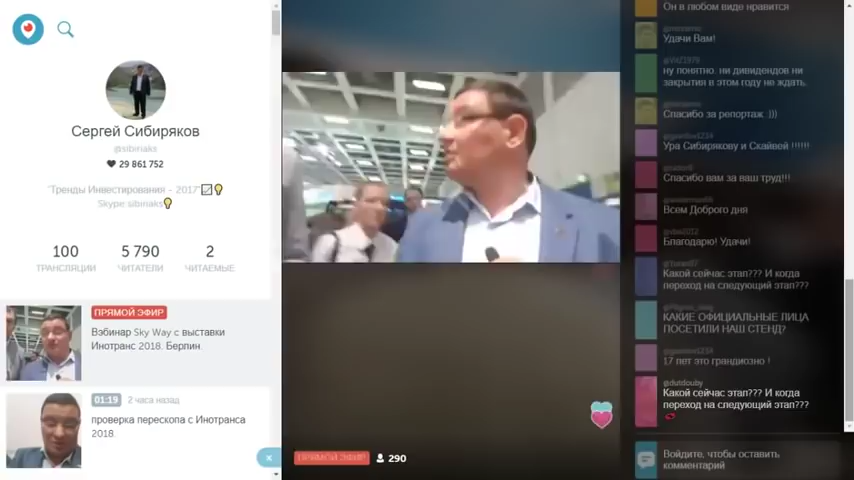 Сергей Сибиряков
@sibiriaks
29 861 752
"Тренды Инвестирования – 2017"
Skype sibiriaks
100
5 790
2
ТРАНСЛЯЦИИ
ЧИТАТЕЛИ
ЧИТАЕМЫЕ
ПРЯМОЙ ЭФИР
Вэбинар Sky Way с выставки
Инотранс 2018. Берлин.
01:19 2 часа назад
проверка перескопа с Инотранса
2018.
ПРЯМОЙ ЭФИР
290
Он в любом виде нравится
Удачи Вам!
ну понятно. ни дивидендов ни
закрытия в этом году не ждать.
Спасибо за репортаж :)))
Ура Сибирякову и Скайвей !!!!!!
Спасибо вам за ваш труд!!!
Всем Доброго дня
Благодарю! Удачи!
Какой сейчас этап??? И когда
переход на следующий этап???
КАКИЕ ОФИЦИАЛЬНЫЕ ЛИЦА
ПОСЕТИЛИ НАШ СТЕНД?
17 лет это грандиозно !
@dutdouby
Какой сейчас этап??? И когда
переход на следующий этап???
Войдите, чтобы оставить
комментарий